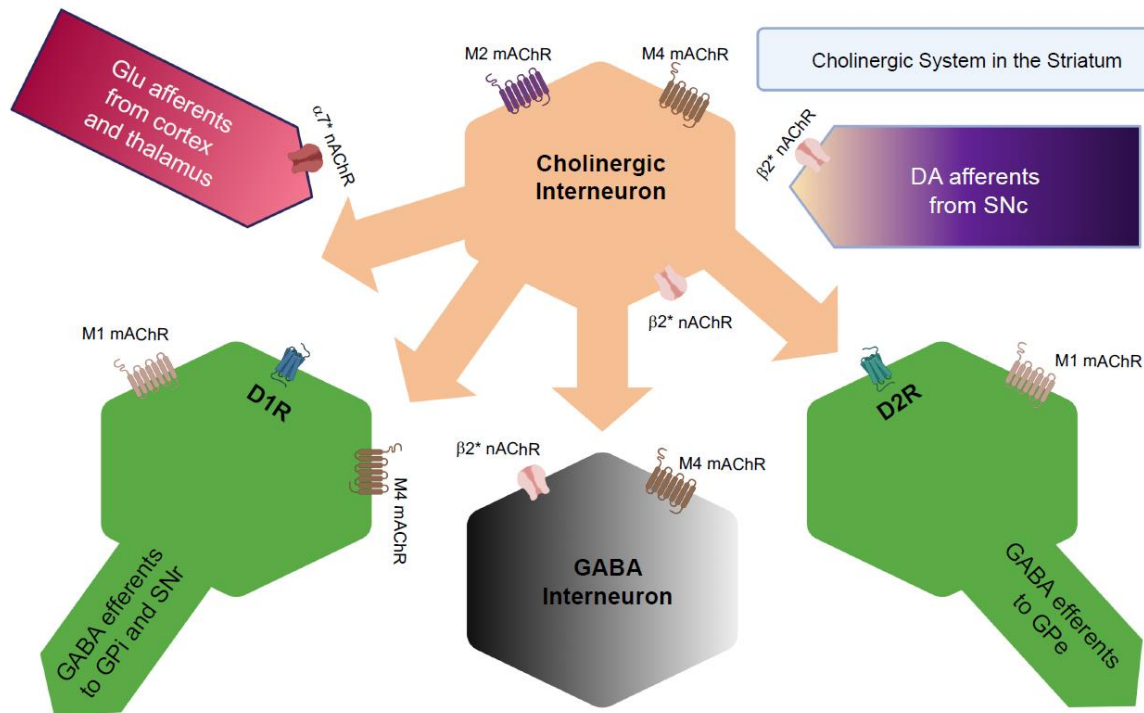 M2 mAChR
M4 mAChR
Cholinergic System in the Striatum
Glu afferents
from cortex
and thalamus
α7* nAChR
Cholinergic
Interneuron
β2* nAChR
DA afferents
from SNc
β2* nAChR
M1 mAChR
D1R
M4 mAChR
GABA efferents
to GPi and SNr
β2* nAChR
M4 mAChR
GABA
Interneuron
D2R
M1 mAChR
GABA efferents
to GPe